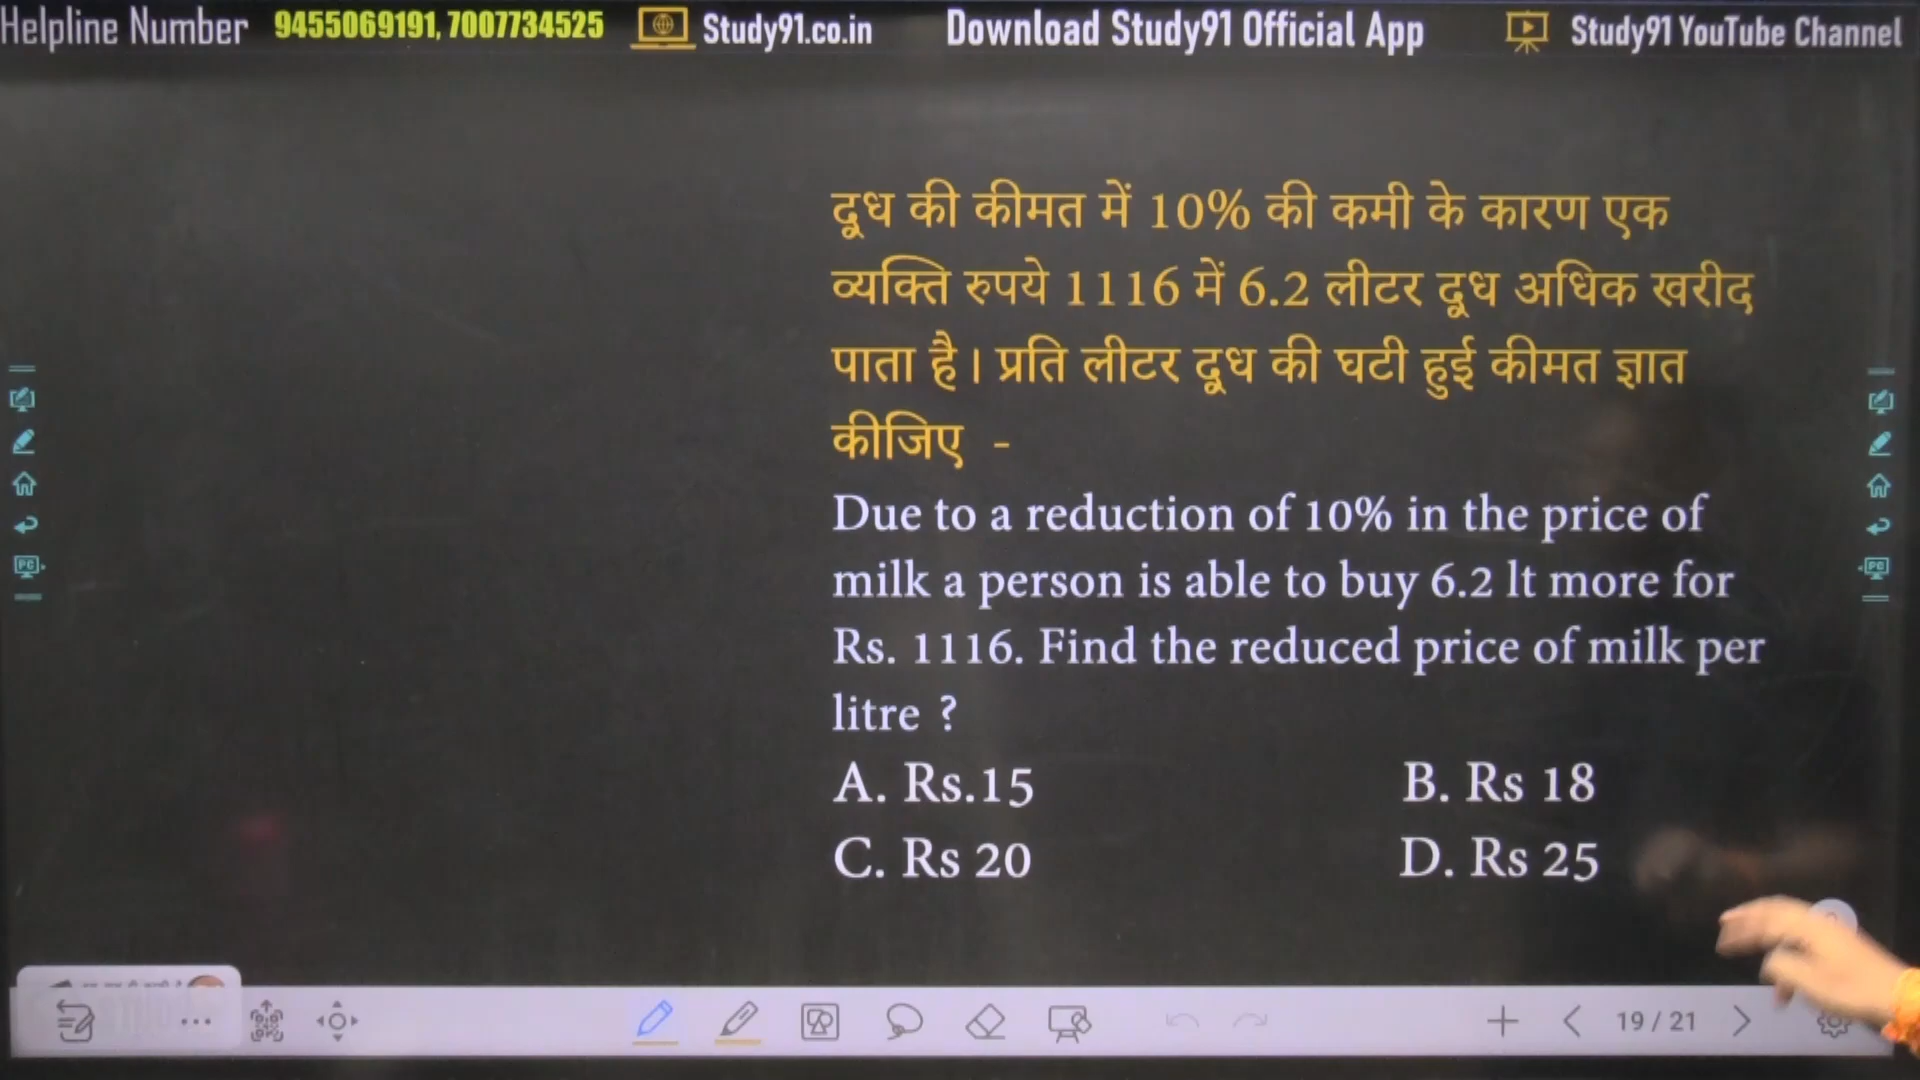 Helpline Number 9455069191, 7007734525 Study91.co.in Download Study91 Official App Study91 YouTube Channel
दूध की कीमत में 10% की कमी के कारण एक
व्यक्ति रुपये 1116 में 6.2 लीटर दूध अधिक खरीद
पाता है। प्रति लीटर दूध की घटी हुई कीमत ज्ञात
कीजिए -
Due to a reduction of 10% in the price of
milk a person is able to buy 6.2 lt more for
Rs. 1116. Find the reduced price of milk per
litre ?
A. Rs.15 B. Rs 18
C. Rs 20 D. Rs 25
PC PC
19 / 21